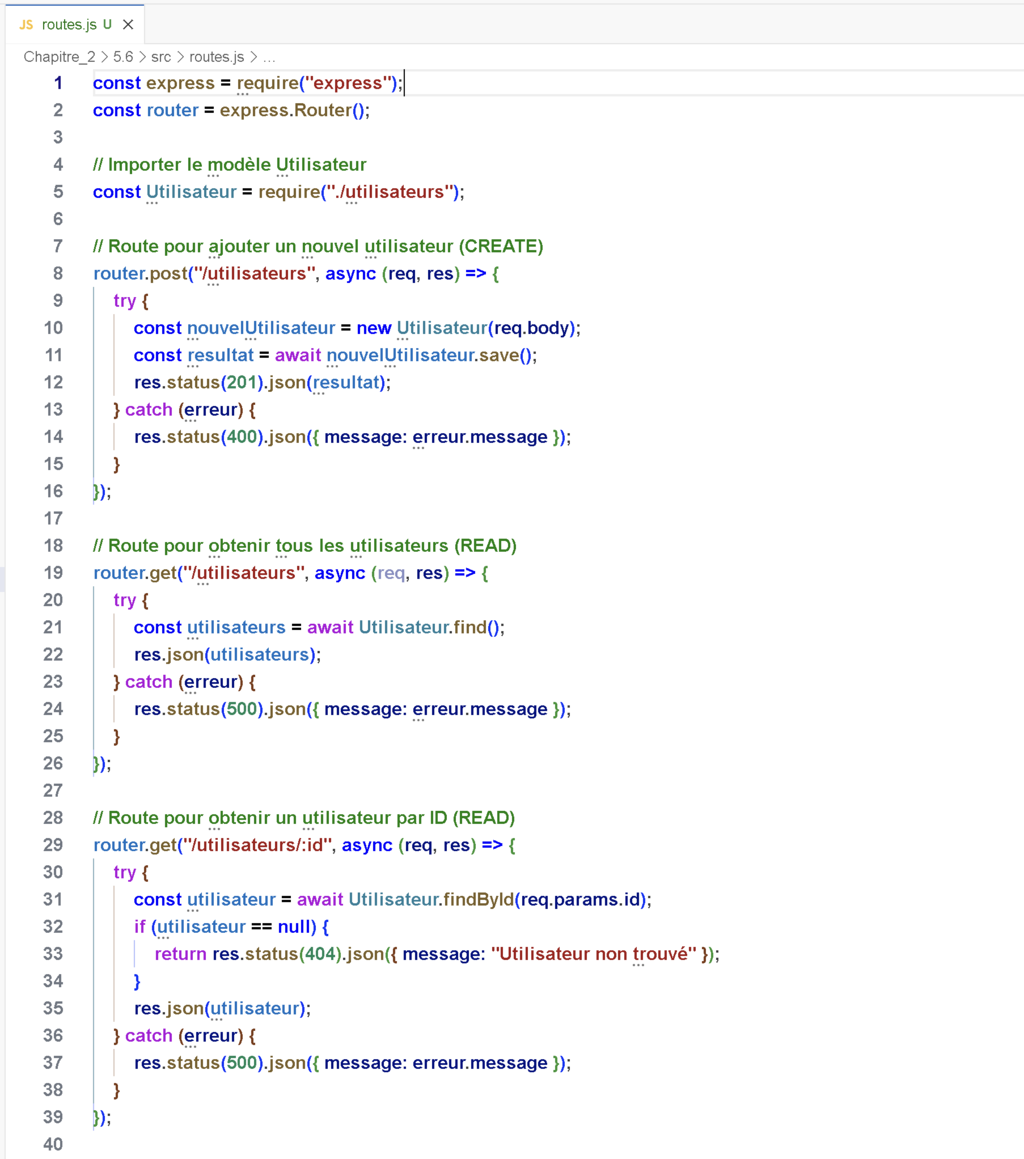 JS routes.js U ×
Chapitre_2 > 5.6 > src > routes.js > ...
1 const express = require("express");
2 const router = express.Router();
3
4 // Importer le modèle Utilisateur
5 const Utilisateur = require("./utilisateurs");
6
7 // Route pour ajouter un nouvel utilisateur (CREATE)
8 router.post("/utilisateurs", async (req, res) => {
9 try {
10 const nouvelUtilisateur = new Utilisateur(req.body);
11 const resultat = await nouvelUtilisateur.save();
12 res.status(201).json(resultat);
13 } catch (erreur) {
14 res.status(400).json({ message: erreur.message });
15 }
16 });
17
18 // Route pour obtenir tous les utilisateurs (READ)
19 router.get("/utilisateurs", async (req, res) => {
20 try {
21 const utilisateurs = await Utilisateur.find();
22 res.json(utilisateurs);
23 } catch (erreur) {
24 res.status(500).json({ message: erreur.message });
25 }
26 });
27
28 // Route pour obtenir un utilisateur par ID (READ)
29 router.get("/utilisateurs/:id", async (req, res) => {
30 try {
31 const utilisateur = await Utilisateur.findById(req.params.id);
32 if (utilisateur == null) {
33 return res.status(404).json({ message: "Utilisateur non trouvé" });
34 }
35 res.json(utilisateur);
36 } catch (erreur) {
37 res.status(500).json({ message: erreur.message });
38 }
39 });
40